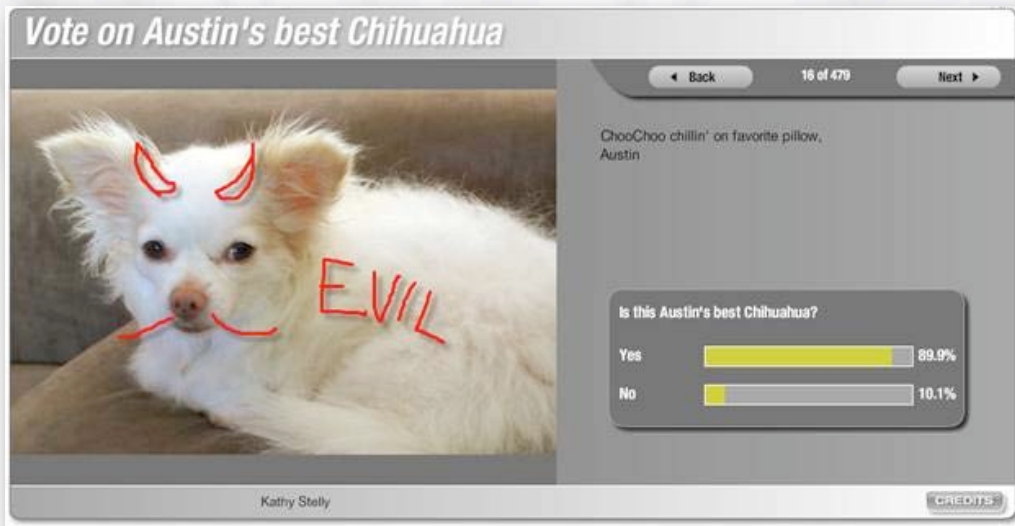 Vote on Austin's best Chihuahua
Back
16 of 479
Next
ChooChoo chillin' on favorite pillow,
Austin
EVIL
Is this Austin's best Chihuahua?
Yes
89.9%
No
10.1%
Kathy Stelly
CREDITS